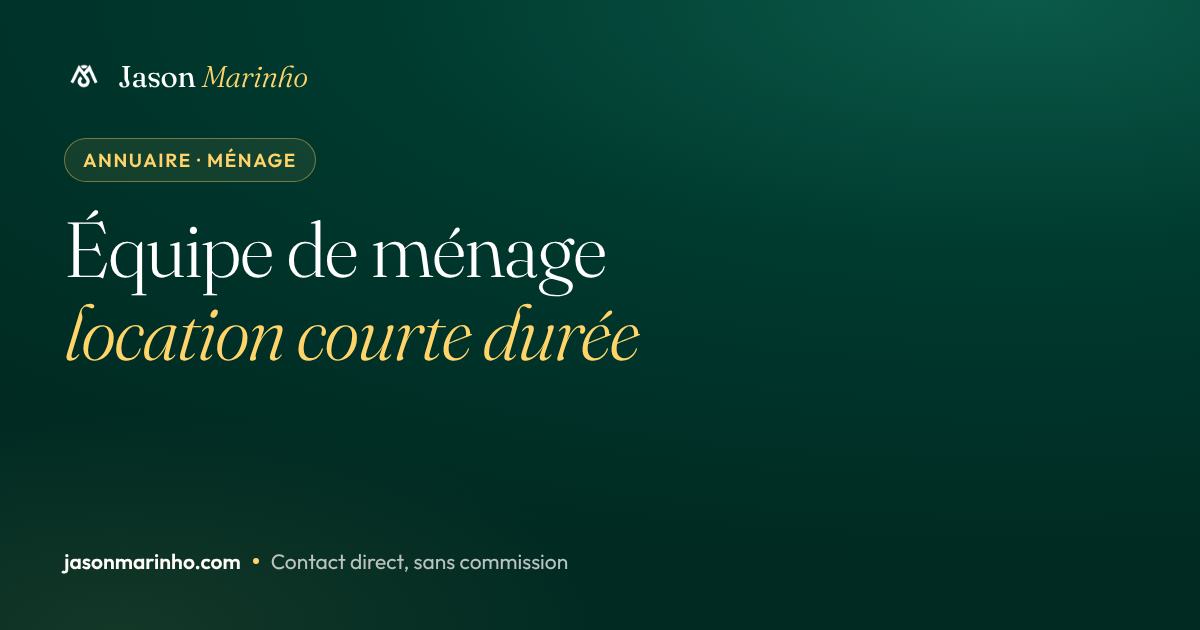 Jason Marinho
ANNUAIRE · MÉNAGE
Équipe de ménage
location courte durée
jasonmarinho.com • Contact direct, sans commission